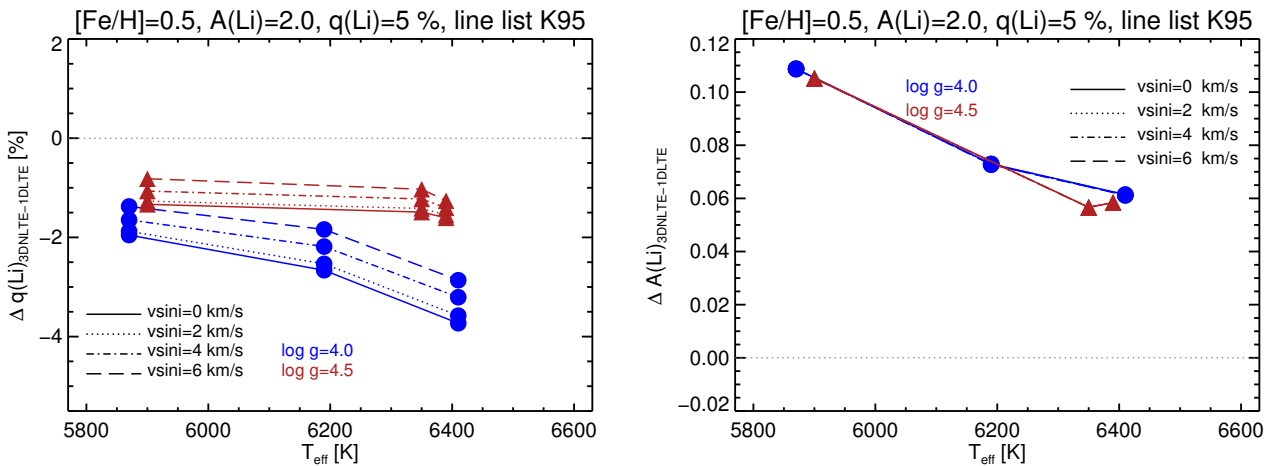 [Fe/H]=0.5, A(Li)=2.0, q(Li)=5 %, line list K95
2
0
−2
−4
Δ q(Li)3DNLTE−1DLTE [%]
vsini=0 km/s
vsini=2 km/s
vsini=4 km/s
vsini=6 km/s
log g=4.0
log g=4.5
5800
6000
6200
6400
6600
Teff [K]
[Fe/H]=0.5, A(Li)=2.0, q(Li)=5 %, line list K95
0.12
0.10
0.08
0.06
0.04
0.02
0.00
−0.02
Δ A(Li)3DNLTE−1DLTE
log g=4.0
log g=4.5
vsini=0 km/s
vsini=2 km/s
vsini=4 km/s
vsini=6 km/s
5800
6000
6200
6400
6600
Teff [K]